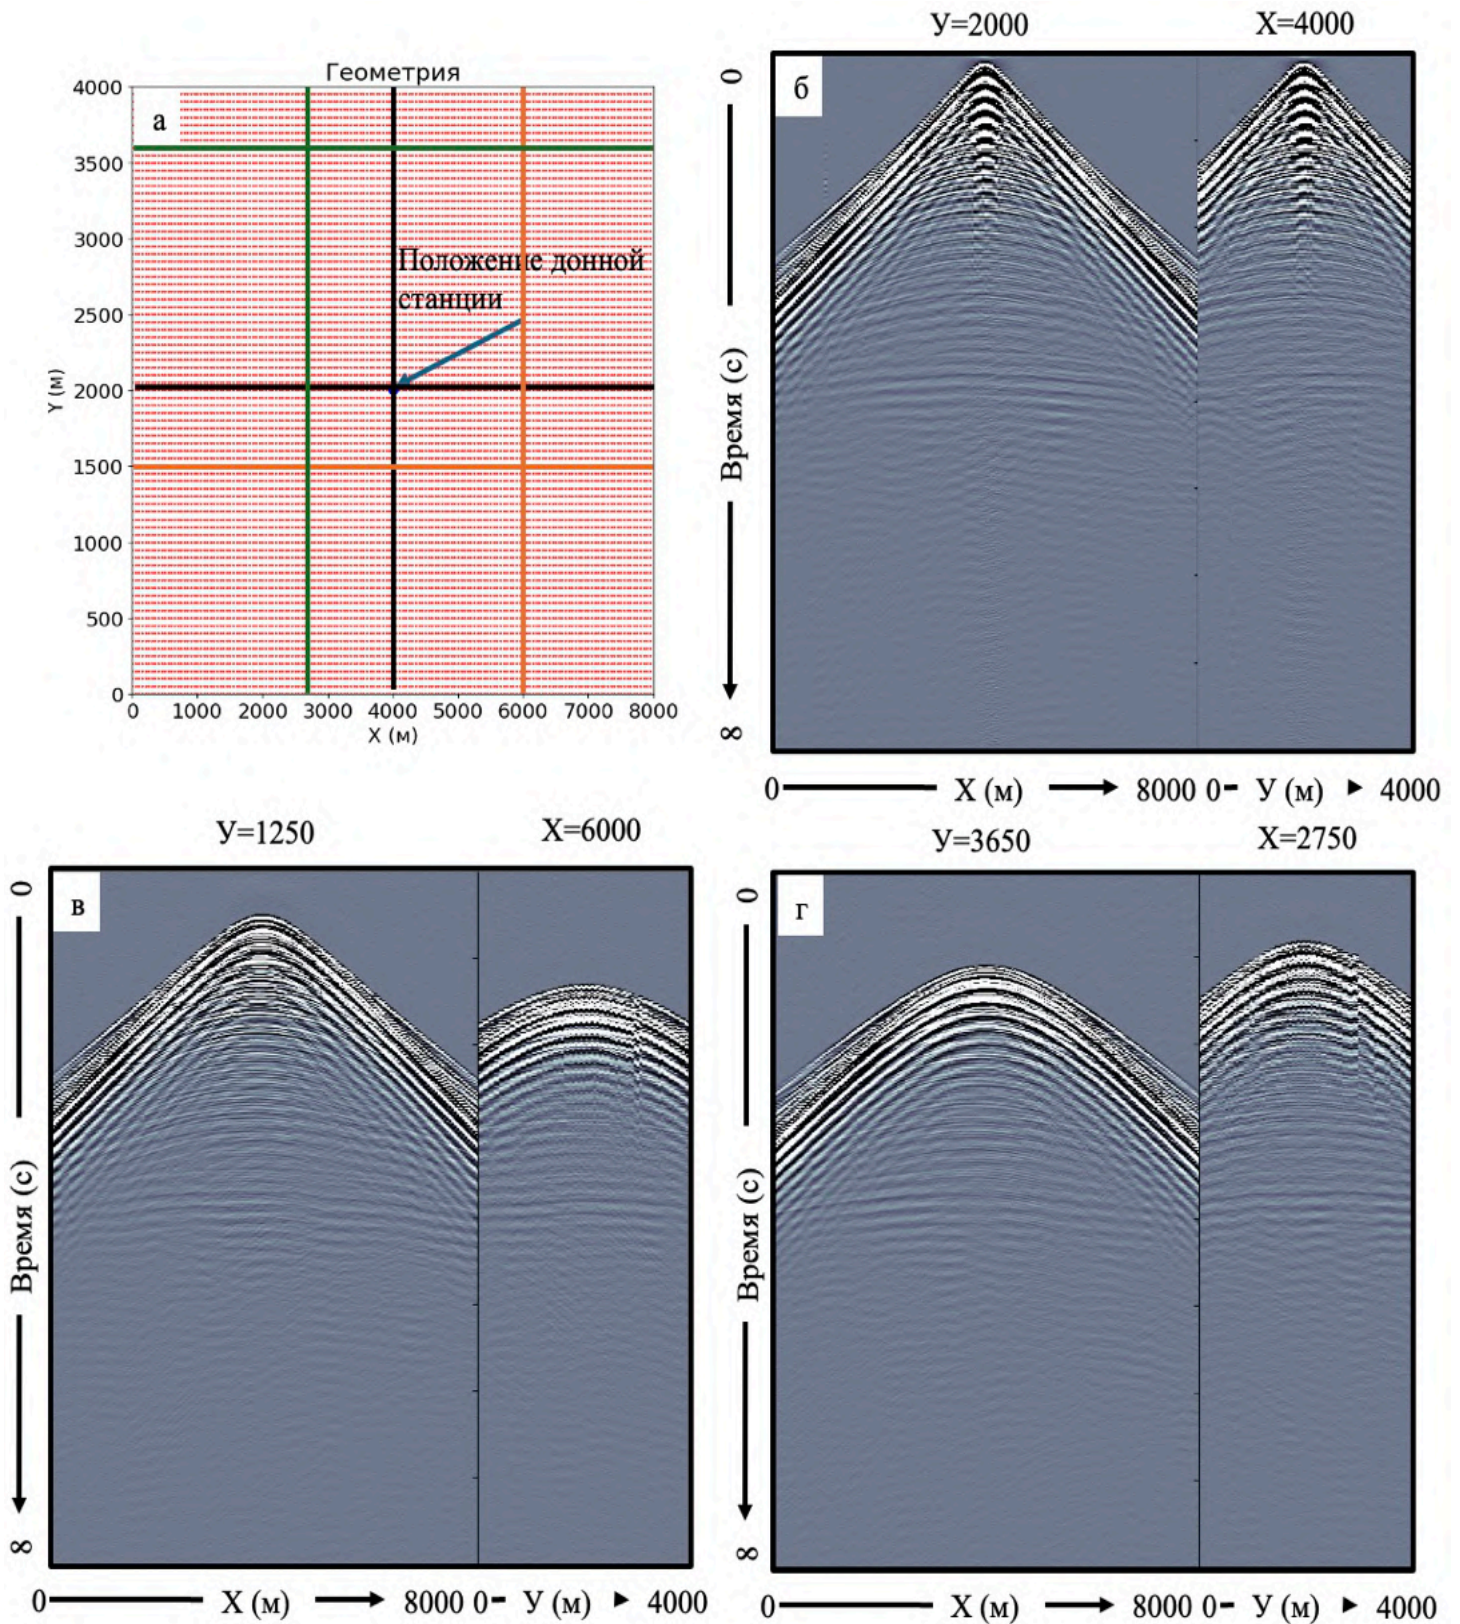 Геометрия
а
4000
3500
3000
2500
2000
1500
1000
500
0
Y (м)
Положение донной
станции
0 1000 2000 3000 4000 5000 6000 7000 8000
X (м)
У=2000 X=4000
б
0
Время (с)
8
0 X (м) 8000 0 У (м) 4000
У=1250 X=6000
в
0
Время (с)
8
0 X (м) 8000 0 У (м) 4000
У=3650 X=2750
г
0
Время (с)
8
0 X (м) 8000 0 У (м) 4000